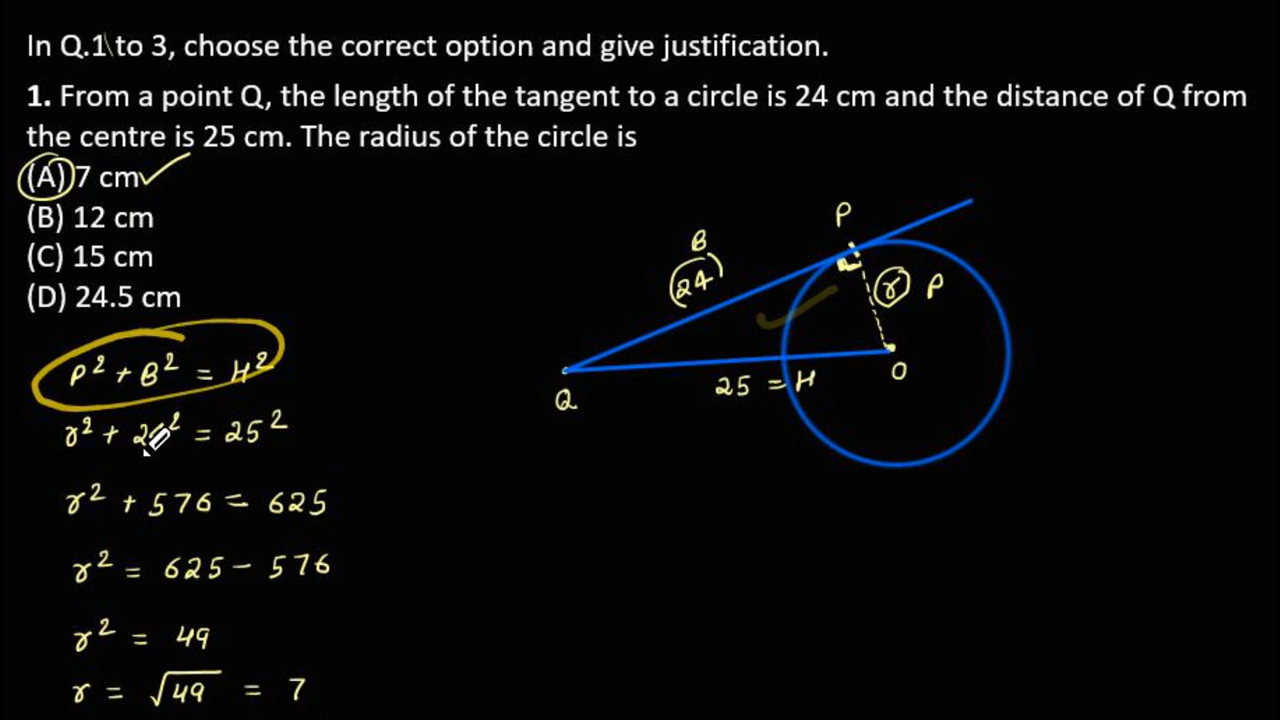 In Q.1 to 3, choose the correct option and give justification.
1. From a point Q, the length of the tangent to a circle is 24 cm and the distance of Q from
the centre is 25 cm. The radius of the circle is
(A) 7 cm
(B) 12 cm
(C) 15 cm
(D) 24.5 cm
P² + B² = H²
r² + 24² = 25²
r² + 576 = 625
r² = 625 - 576
r² = 49
r = √49 = 7
P
B
24
r P
Q
25 = H
O